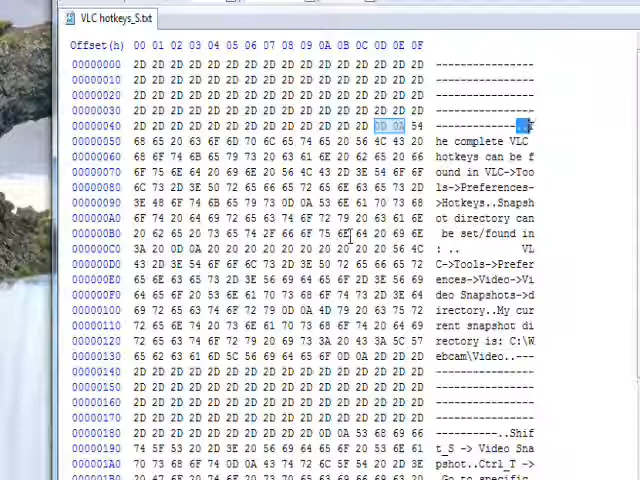 VLC hotkeys_S.txt
Offset(h) 00 01 02 03 04 05 06 07 08 09 0A 0B 0C 0D 0E 0F
00000000 2D 2D 2D 2D 2D 2D 2D 2D 2D 2D 2D 2D 2D 2D 2D 2D ----------------
00000010 2D 2D 2D 2D 2D 2D 2D 2D 2D 2D 2D 2D 2D 2D 2D 2D ----------------
00000020 2D 2D 2D 2D 2D 2D 2D 2D 2D 2D 2D 2D 2D 2D 2D 2D ----------------
00000030 2D 2D 2D 2D 2D 2D 2D 2D 2D 2D 2D 2D 2D 2D 2D 2D ----------------
00000040 2D 2D 2D 2D 2D 2D 2D 2D 2D 2D 2D 2D 2D 0D 0A 54 -------------..T
00000050 68 65 20 63 6F 6D 70 6C 65 74 65 20 56 4C 43 20 he complete VLC
00000060 68 6F 74 6B 65 79 73 20 63 61 6E 20 62 65 20 66 hotkeys can be f
00000070 6F 75 6E 64 20 69 6E 20 56 4C 43 2D 3E 54 6F 6F ound in VLC->Too
00000080 6C 73 2D 3E 50 72 65 66 65 72 65 6E 63 65 73 2D ls->Preferences-
00000090 3E 48 6F 74 6B 65 79 73 0D 0A 53 6E 61 70 73 68 >Hotkeys..Snapsh
000000A0 6F 74 20 64 69 72 65 63 74 6F 72 79 20 63 61 6E ot directory can
000000B0 20 62 65 20 73 65 74 2F 66 6F 75 6E 64 20 69 6E be set/found in
000000C0 3A 20 0D 0A 20 20 20 20 20 20 20 20 20 20 56 4C : .. VL
000000D0 43 2D 3E 54 6F 6F 6C 73 2D 3E 50 72 65 66 65 72 C->Tools->Prefer
000000E0 65 6E 63 65 73 2D 3E 56 69 64 65 6F 2D 3E 56 69 ences->Video->Vi
000000F0 64 65 6F 20 53 6E 61 70 73 68 6F 74 73 2D 3E 64 deo Snapshots->d
00000100 69 72 65 63 74 6F 72 79 0D 0A 4D 79 20 63 75 72 irectory..My cur
00000110 72 65 6E 74 20 73 6E 61 70 73 68 6F 74 20 64 69 rent snapshot di
00000120 72 65 63 74 6F 72 79 20 69 73 3A 20 43 3A 5C 57 rectory is: C:\W
00000130 65 62 63 61 6D 5C 56 69 64 65 6F 0D 0A 2D 2D 2D ebcam\Video..---
00000140 2D 2D 2D 2D 2D 2D 2D 2D 2D 2D 2D 2D 2D 2D 2D 2D ----------------
00000150 2D 2D 2D 2D 2D 2D 2D 2D 2D 2D 2D 2D 2D 2D 2D 2D ----------------
00000160 2D 2D 2D 2D 2D 2D 2D 2D 2D 2D 2D 2D 2D 2D 2D 2D ----------------
00000170 2D 2D 2D 2D 2D 2D 2D 2D 2D 2D 2D 2D 2D 2D 2D 2D ----------------
00000180 2D 2D 2D 2D 2D 2D 2D 2D 2D 2D 0D 0A 53 68 69 66 ----------..Shif
00000190 74 5F 53 20 2D 3E 20 56 69 64 65 6F 20 53 6E 61 t_S -> Video Sna
000001A0 70 73 68 6F 74 0D 0A 43 74 72 6C 5F 54 20 2D 3E pshot..Ctrl_T ->